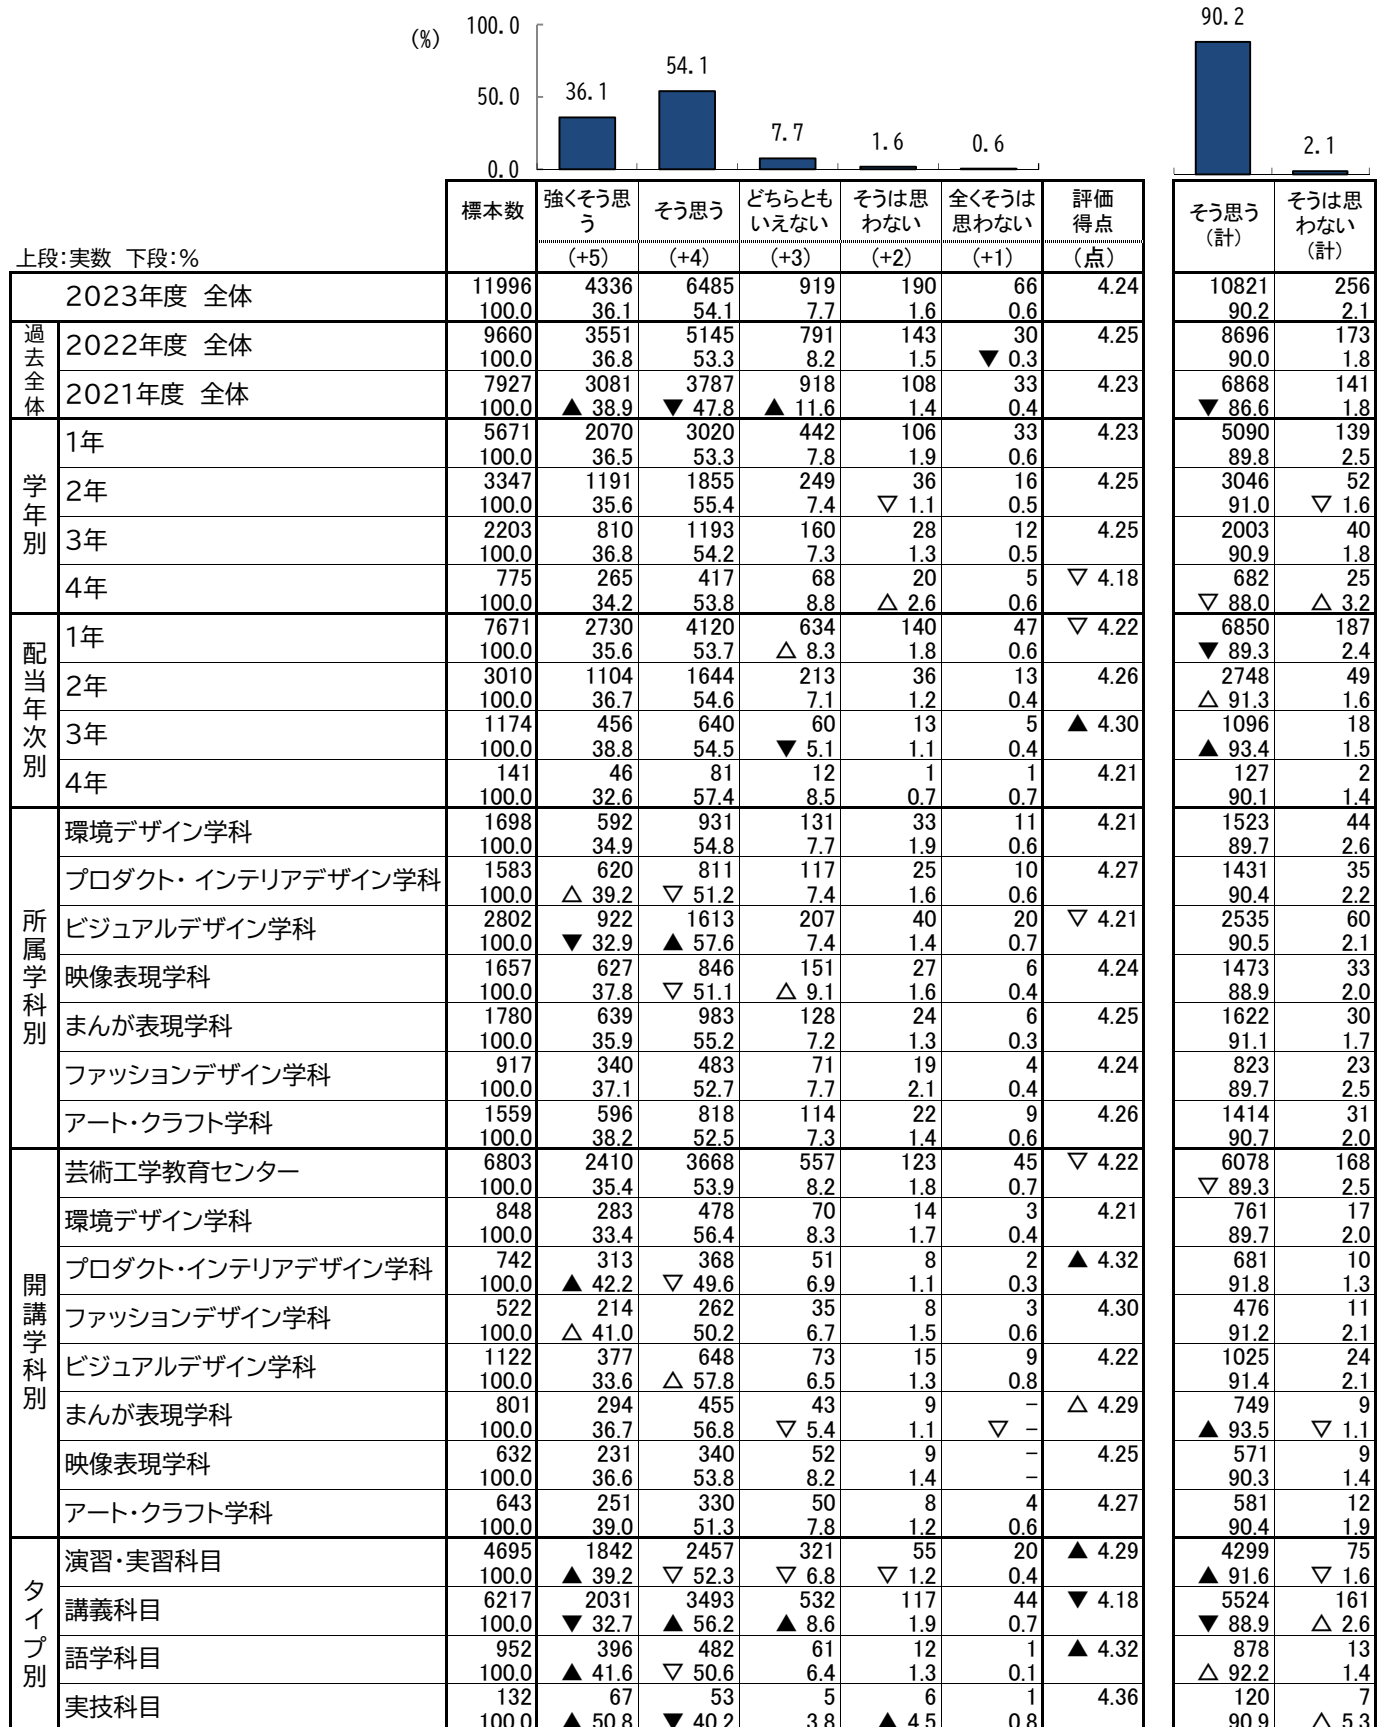 (%)
100.0
50.0
0.0
36.1
54.1
7.7
1.6
0.6
90.2
2.1
上段:実数 下段:%
標本数 強くそう思う そう思う どちらともいえない そうは思わない 全くそうは思わない 評価得点 そう思う(計) そうは思わない(計)
(+5) (+4) (+3) (+2) (+1) (点)
2023年度 全体 11996 4336 6485 919 190 66 4.24 10821 256
100.0 36.1 54.1 7.7 1.6 0.6 90.2 2.1
過去全体
2022年度 全体 9660 3551 5145 791 143 30 4.25 8696 173
100.0 36.8 53.3 8.2 1.5 ▼ 0.3 90.0 1.8
2021年度 全体 7927 3081 3787 918 108 33 4.23 6868 141
100.0 ▲ 38.9 ▼ 47.8 ▲ 11.6 1.4 0.4 ▼ 86.6 1.8
学年別
1年 5671 2070 3020 442 106 33 4.23 5090 139
100.0 36.5 53.3 7.8 1.9 0.6 89.8 2.5
2年 3347 1191 1855 249 36 16 4.25 3046 52
100.0 35.6 55.4 7.4 ▽ 1.1 0.5 91.0 ▽ 1.6
3年 2203 810 1193 160 28 12 4.25 2003 40
100.0 36.8 54.2 7.3 1.3 0.5 90.9 1.8
4年 775 265 417 68 20 5 ▽ 4.18 682 25
100.0 34.2 53.8 8.8 △ 2.6 0.6 ▽ 88.0 △ 3.2
配当年次別
1年 7671 2730 4120 634 140 47 ▽ 4.22 6850 187
100.0 35.6 53.7 △ 8.3 1.8 0.6 ▼ 89.3 2.4
2年 3010 1104 1644 213 36 13 4.26 2748 49
100.0 36.7 54.6 7.1 1.2 0.4 △ 91.3 1.6
3年 1174 456 640 60 13 5 ▲ 4.30 1096 18
100.0 38.8 54.5 ▼ 5.1 1.1 0.4 ▲ 93.4 1.5
4年 141 46 81 12 1 1 4.21 127 2
100.0 32.6 57.4 8.5 0.7 0.7 90.1 1.4
所属学科別
環境デザイン学科 1698 592 931 131 33 11 4.21 1523 44
100.0 34.9 54.8 7.7 1.9 0.6 89.7 2.6
プロダクト・ インテリアデザイン学科 1583 620 811 117 25 10 4.27 1431 35
100.0 △ 39.2 ▽ 51.2 7.4 1.6 0.6 90.4 2.2
ビジュアルデザイン学科 2802 922 1613 207 40 20 ▽ 4.21 2535 60
100.0 ▼ 32.9 ▲ 57.6 7.4 1.4 0.7 90.5 2.1
映像表現学科 1657 627 846 151 27 6 4.24 1473 33
100.0 37.8 ▽ 51.1 △ 9.1 1.6 0.4 88.9 2.0
まんが表現学科 1780 639 983 128 24 6 4.25 1622 30
100.0 35.9 55.2 7.2 1.3 0.3 91.1 1.7
ファッションデザイン学科 917 340 483 71 19 4 4.24 823 23
100.0 37.1 52.7 7.7 2.1 0.4 89.7 2.5
アート・クラフト学科 1559 596 818 114 22 9 4.26 1414 31
100.0 38.2 52.5 7.3 1.4 0.6 90.7 2.0
開講学科別
芸術工学教育センター 6803 2410 3668 557 123 45 ▽ 4.22 6078 168
100.0 35.4 53.9 8.2 1.8 0.7 ▽ 89.3 2.5
環境デザイン学科 848 283 478 70 14 3 4.21 761 17
100.0 33.4 56.4 8.3 1.7 0.4 89.7 2.0
プロダクト・インテリアデザイン学科 742 313 368 51 8 2 ▲ 4.32 681 10
100.0 ▲ 42.2 ▽ 49.6 6.9 1.1 0.3 91.8 1.3
ファッションデザイン学科 522 214 262 35 8 3 4.30 476 11
100.0 △ 41.0 50.2 6.7 1.5 0.6 91.2 2.1
ビジュアルデザイン学科 1122 377 648 73 15 9 4.22 1025 24
100.0 33.6 △ 57.8 6.5 1.3 0.8 91.4 2.1
まんが表現学科 801 294 455 43 9 - △ 4.29 749 9
100.0 36.7 56.8 ▽ 5.4 1.1 ▽ - ▲ 93.5 ▽ 1.1
映像表現学科 632 231 340 52 9 - 4.25 571 9
100.0 36.6 53.8 8.2 1.4 - 90.3 1.4
アート・クラフト学科 643 251 330 50 8 4 4.27 581 12
100.0 39.0 51.3 7.8 1.2 0.6 90.4 1.9
タイプ別
演習・実習科目 4695 1842 2457 321 55 20 ▲ 4.29 4299 75
100.0 ▲ 39.2 ▽ 52.3 ▽ 6.8 ▽ 1.2 0.4 ▲ 91.6 ▽ 1.6
講義科目 6217 2031 3493 532 117 44 ▼ 4.18 5524 161
100.0 ▼ 32.7 ▲ 56.2 ▲ 8.6 1.9 0.7 ▼ 88.9 △ 2.6
語学科目 952 396 482 61 12 1 ▲ 4.32 878 13
100.0 ▲ 41.6 ▽ 50.6 6.4 1.3 0.1 △ 92.2 1.4
実技科目 132 67 53 5 6 1 4.36 120 7
100.0 ▲ 50.8 ▼ 40.2 3.8 ▲ 4.5 0.8 90.9 △ 5.3